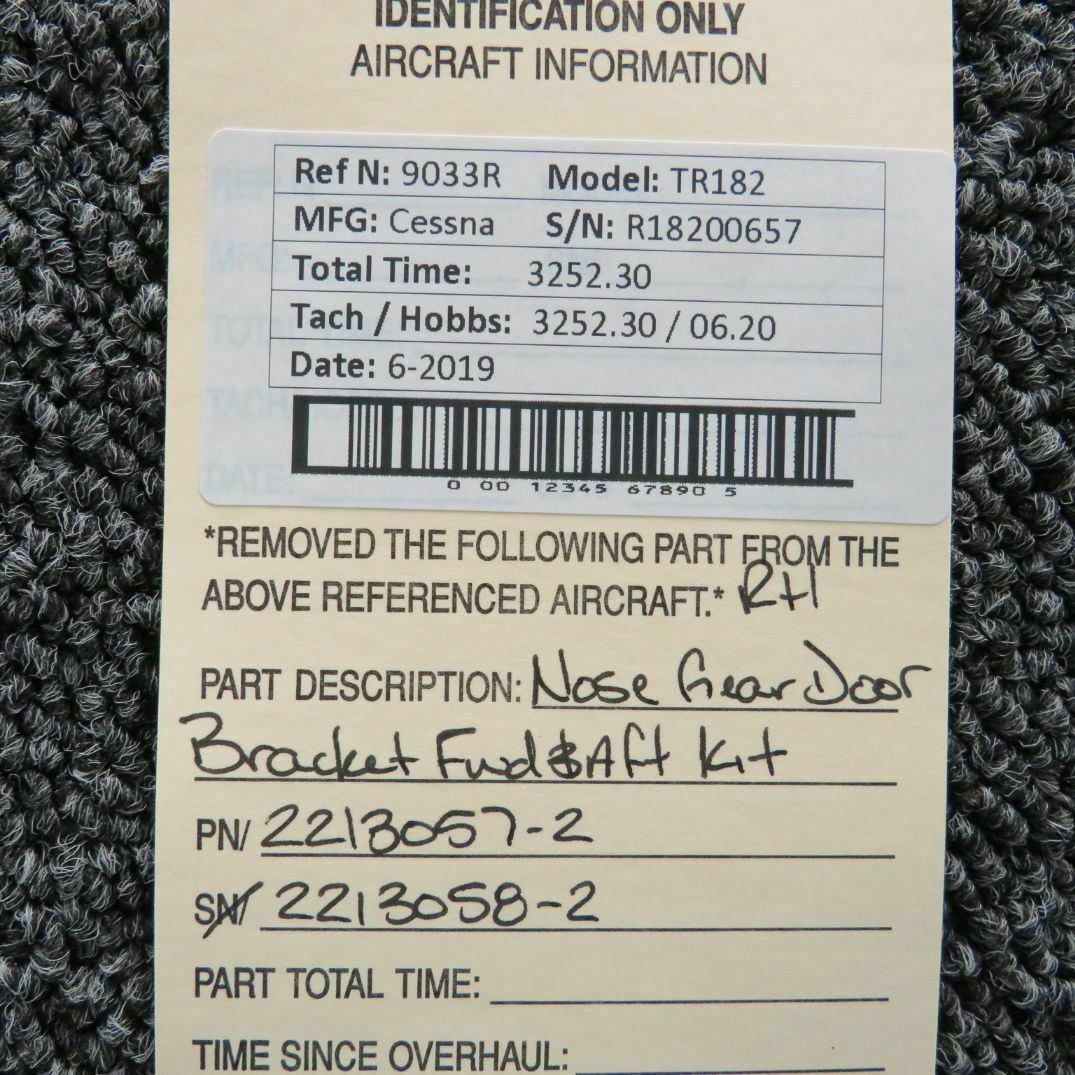 IDENTIFICATION ONLY
AIRCRAFT INFORMATION
Ref N: 9033R Model: TR182
MFG: Cessna S/N: R18200657
Total Time: 3252.30
Tach / Hobbs: 3252.30 / 06.20
Date: 6-2019
0 00 12345 67890 5
*REMOVED THE FOLLOWING PART FROM THE
ABOVE REFERENCED AIRCRAFT.* RH
PART DESCRIPTION: Nose Gear Door
Bracket Fwd & Aft Kit
PN/ 2213057-2
SN/ 2213058-2
PART TOTAL TIME:
TIME SINCE OVERHAUL: